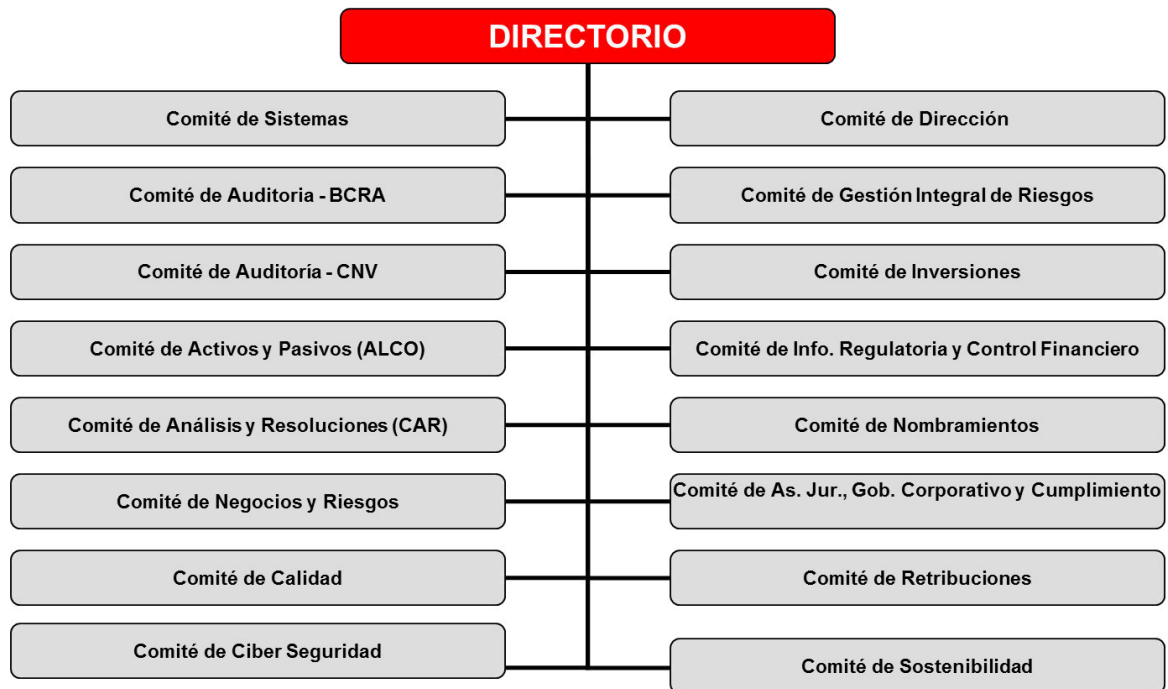 DIRECTORIO
Comité de Sistemas
Comité de Dirección
Comité de Auditoria - BCRA
Comité de Gestión Integral de Riesgos
Comité de Auditoría - CNV
Comité de Inversiones
Comité de Activos y Pasivos (ALCO)
Comité de Info. Regulatoria y Control Financiero
Comité de Análisis y Resoluciones (CAR)
Comité de Nombramientos
Comité de Negocios y Riesgos
Comité de As. Jur., Gob. Corporativo y Cumplimiento
Comité de Calidad
Comité de Retribuciones
Comité de Ciber Seguridad
Comité de Sostenibilidad